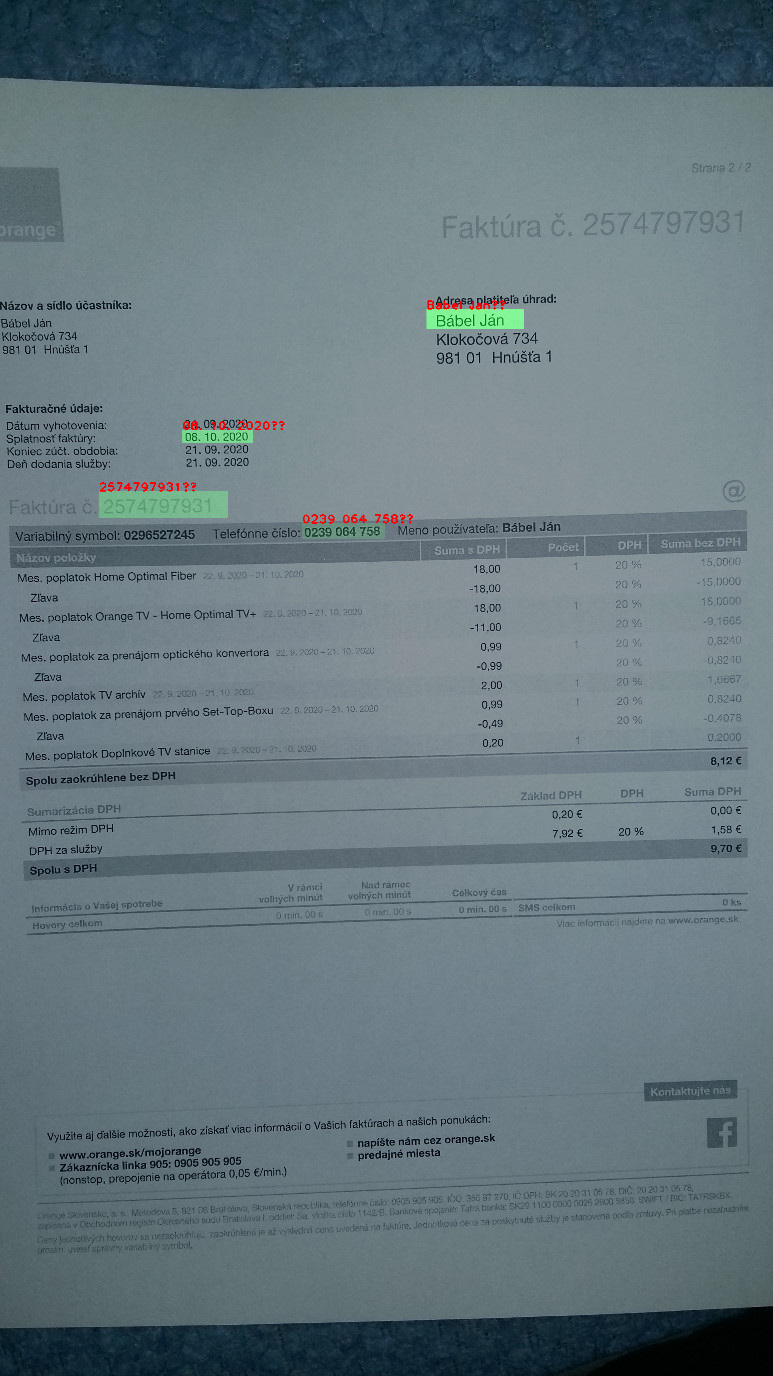 Strana 2 / 2
orange
Faktúra č. 2574797931
Názov a sídlo účastníka:
Bábel Ján
Klokočová 734
981 01 Hnúšťa 1
Adresa platiteľa úhrad:
Bábel Ján??
Bábel Ján
Klokočová 734
981 01 Hnúšťa 1
Fakturačné údaje:
Dátum vyhotovenia: 24. 09. 2020
08. 10. 2020??
Splatnosť faktúry: 08. 10. 2020
Koniec zúčt. obdobia: 21. 09. 2020
Deň dodania služby: 21. 09. 2020
2574797931??
Faktúra č. 2574797931 @
0239 064 758??
Variabilný symbol: 0296527245 Telefónne číslo: 0239 064 758 Meno používateľa: Bábel Ján
Názov položky Suma s DPH Počet DPH Suma bez DPH
Mes. poplatok Home Optimal Fiber 22. 9. 2020 – 21. 10. 2020 18,00 1 20 % 15,0000
Zľava -18,00 20 % -15,0000
Mes. poplatok Orange TV - Home Optimal TV+ 22. 9. 2020 – 21. 10. 2020 18,00 1 20 % 15,0000
Zľava -11,00 20 % -9,1665
Mes. poplatok za prenájom optického konvertora 22. 9. 2020 – 21. 10. 2020 0,99 1 20 % 0,8240
Zľava -0,99 20 % -0,8240
Mes. poplatok TV archív 22. 9. 2020 – 21. 10. 2020 2,00 1 20 % 1,6667
Mes. poplatok za prenájom prvého Set-Top-Boxu 22. 9. 2020 – 21. 10. 2020 0,99 1 20 % 0,8240
Zľava -0,49 20 % -0,4078
Mes. poplatok Doplnkové TV stanice 22. 9. 2020 – 21. 10. 2020 0,20 1 0,2000
Spolu zaokrúhlene bez DPH 8,12 €
Sumarizácia DPH Základ DPH DPH Suma DPH
Mimo režim DPH 0,20 € 0,00 €
DPH za služby 7,92 € 20 % 1,58 €
Spolu s DPH 9,70 €
Informácia o Vašej spotrebe V rámci voľných minút Nad rámec voľných minút Celkový čas
Hovory celkom 0 min. 00 s 0 min. 00 s 0 min. 00 s SMS celkom 0 ks
Viac informácií nájdete na www.orange.sk.
Kontaktujte nás
Využite aj ďalšie možnosti, ako získať viac informácií o Vašich faktúrach a našich ponukách:
www.orange.sk/mojorange
Zákaznícka linka 905: 0905 905 905
(nonstop, prepojenie na operátora 0,05 €/min.)
napíšte nám cez orange.sk
predajné miesta
f
Orange Slovensko, a. s., Metodova 8, 821 08 Bratislava, Slovenská republika, telefónne číslo: 0905 905 905, IČO: 356 97 270, IČ DPH: SK 20 20 31 05 78, DIČ: 20 20 31 05 78,
zapísaná v Obchodnom registri Okresného súdu Bratislava I, oddiel: Sa, vložka číslo 1142/B. Bankové spojenie: Tatra banka: SWIFT / BIC: TATRSKBX.
Ceny jednotlivých hovorov sa nezaokrúhľujú, zaokrúhlená je až výsledná cena uvedená na faktúre. Jednotková cena za poskytnuté služby je stanovená podľa zmluvy. Pri platbe nezabudnite,
prosím, uviesť správny variabilný symbol.